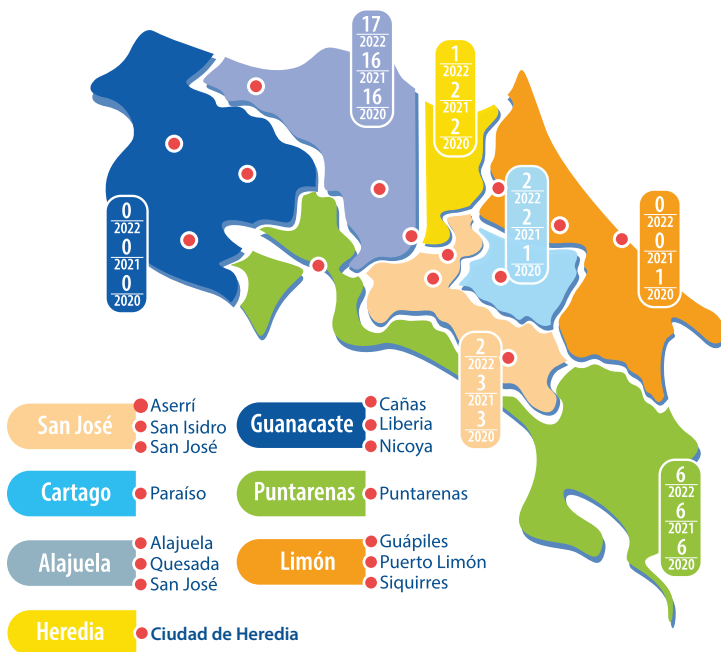 17
2022
16
2021
16
2020
1
2022
2
2021
2
2020
2
2022
2
2021
1
2020
0
2022
0
2021
1
2020
0
2022
0
2021
0
2020
2
2022
3
2021
3
2020
6
2022
6
2021
6
2020
San José
Aserrí
San Isidro
San José
Guanacaste
Cañas
Liberia
Nicoya
Cartago
Paraíso
Puntarenas
Puntarenas
Alajuela
Alajuela
Quesada
San José
Limón
Guápiles
Puerto Limón
Siquirres
Heredia
Ciudad de Heredia